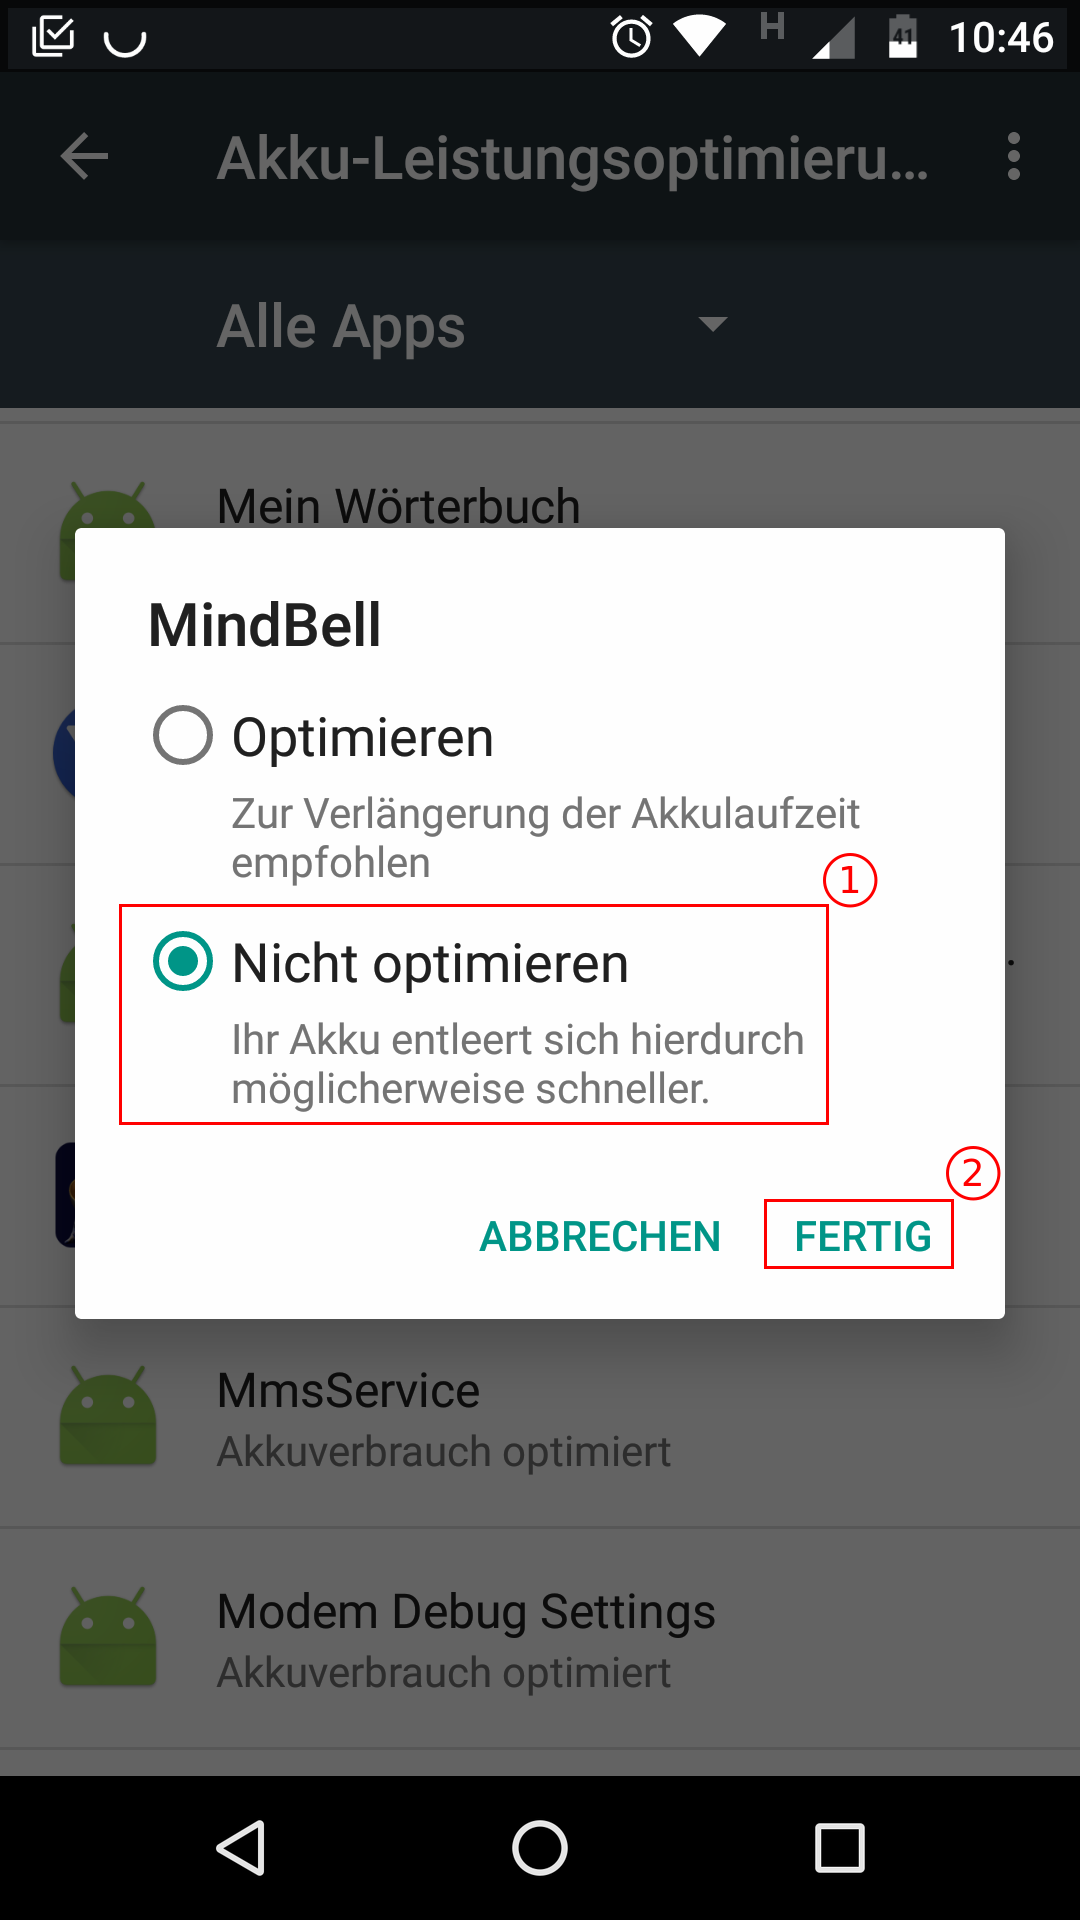 H
41
10:46
Akku-Leistungsoptimieru...
Alle Apps
Mein Wörterbuch
MindBell
Optimieren
Zur Verlängerung der Akkulaufzeit
empfohlen
1
Nicht optimieren
Ihr Akku entleert sich hierdurch
möglicherweise schneller.
2
ABBRECHEN
FERTIG
MmsService
Akkuverbrauch optimiert
Modem Debug Settings
Akkuverbrauch optimiert